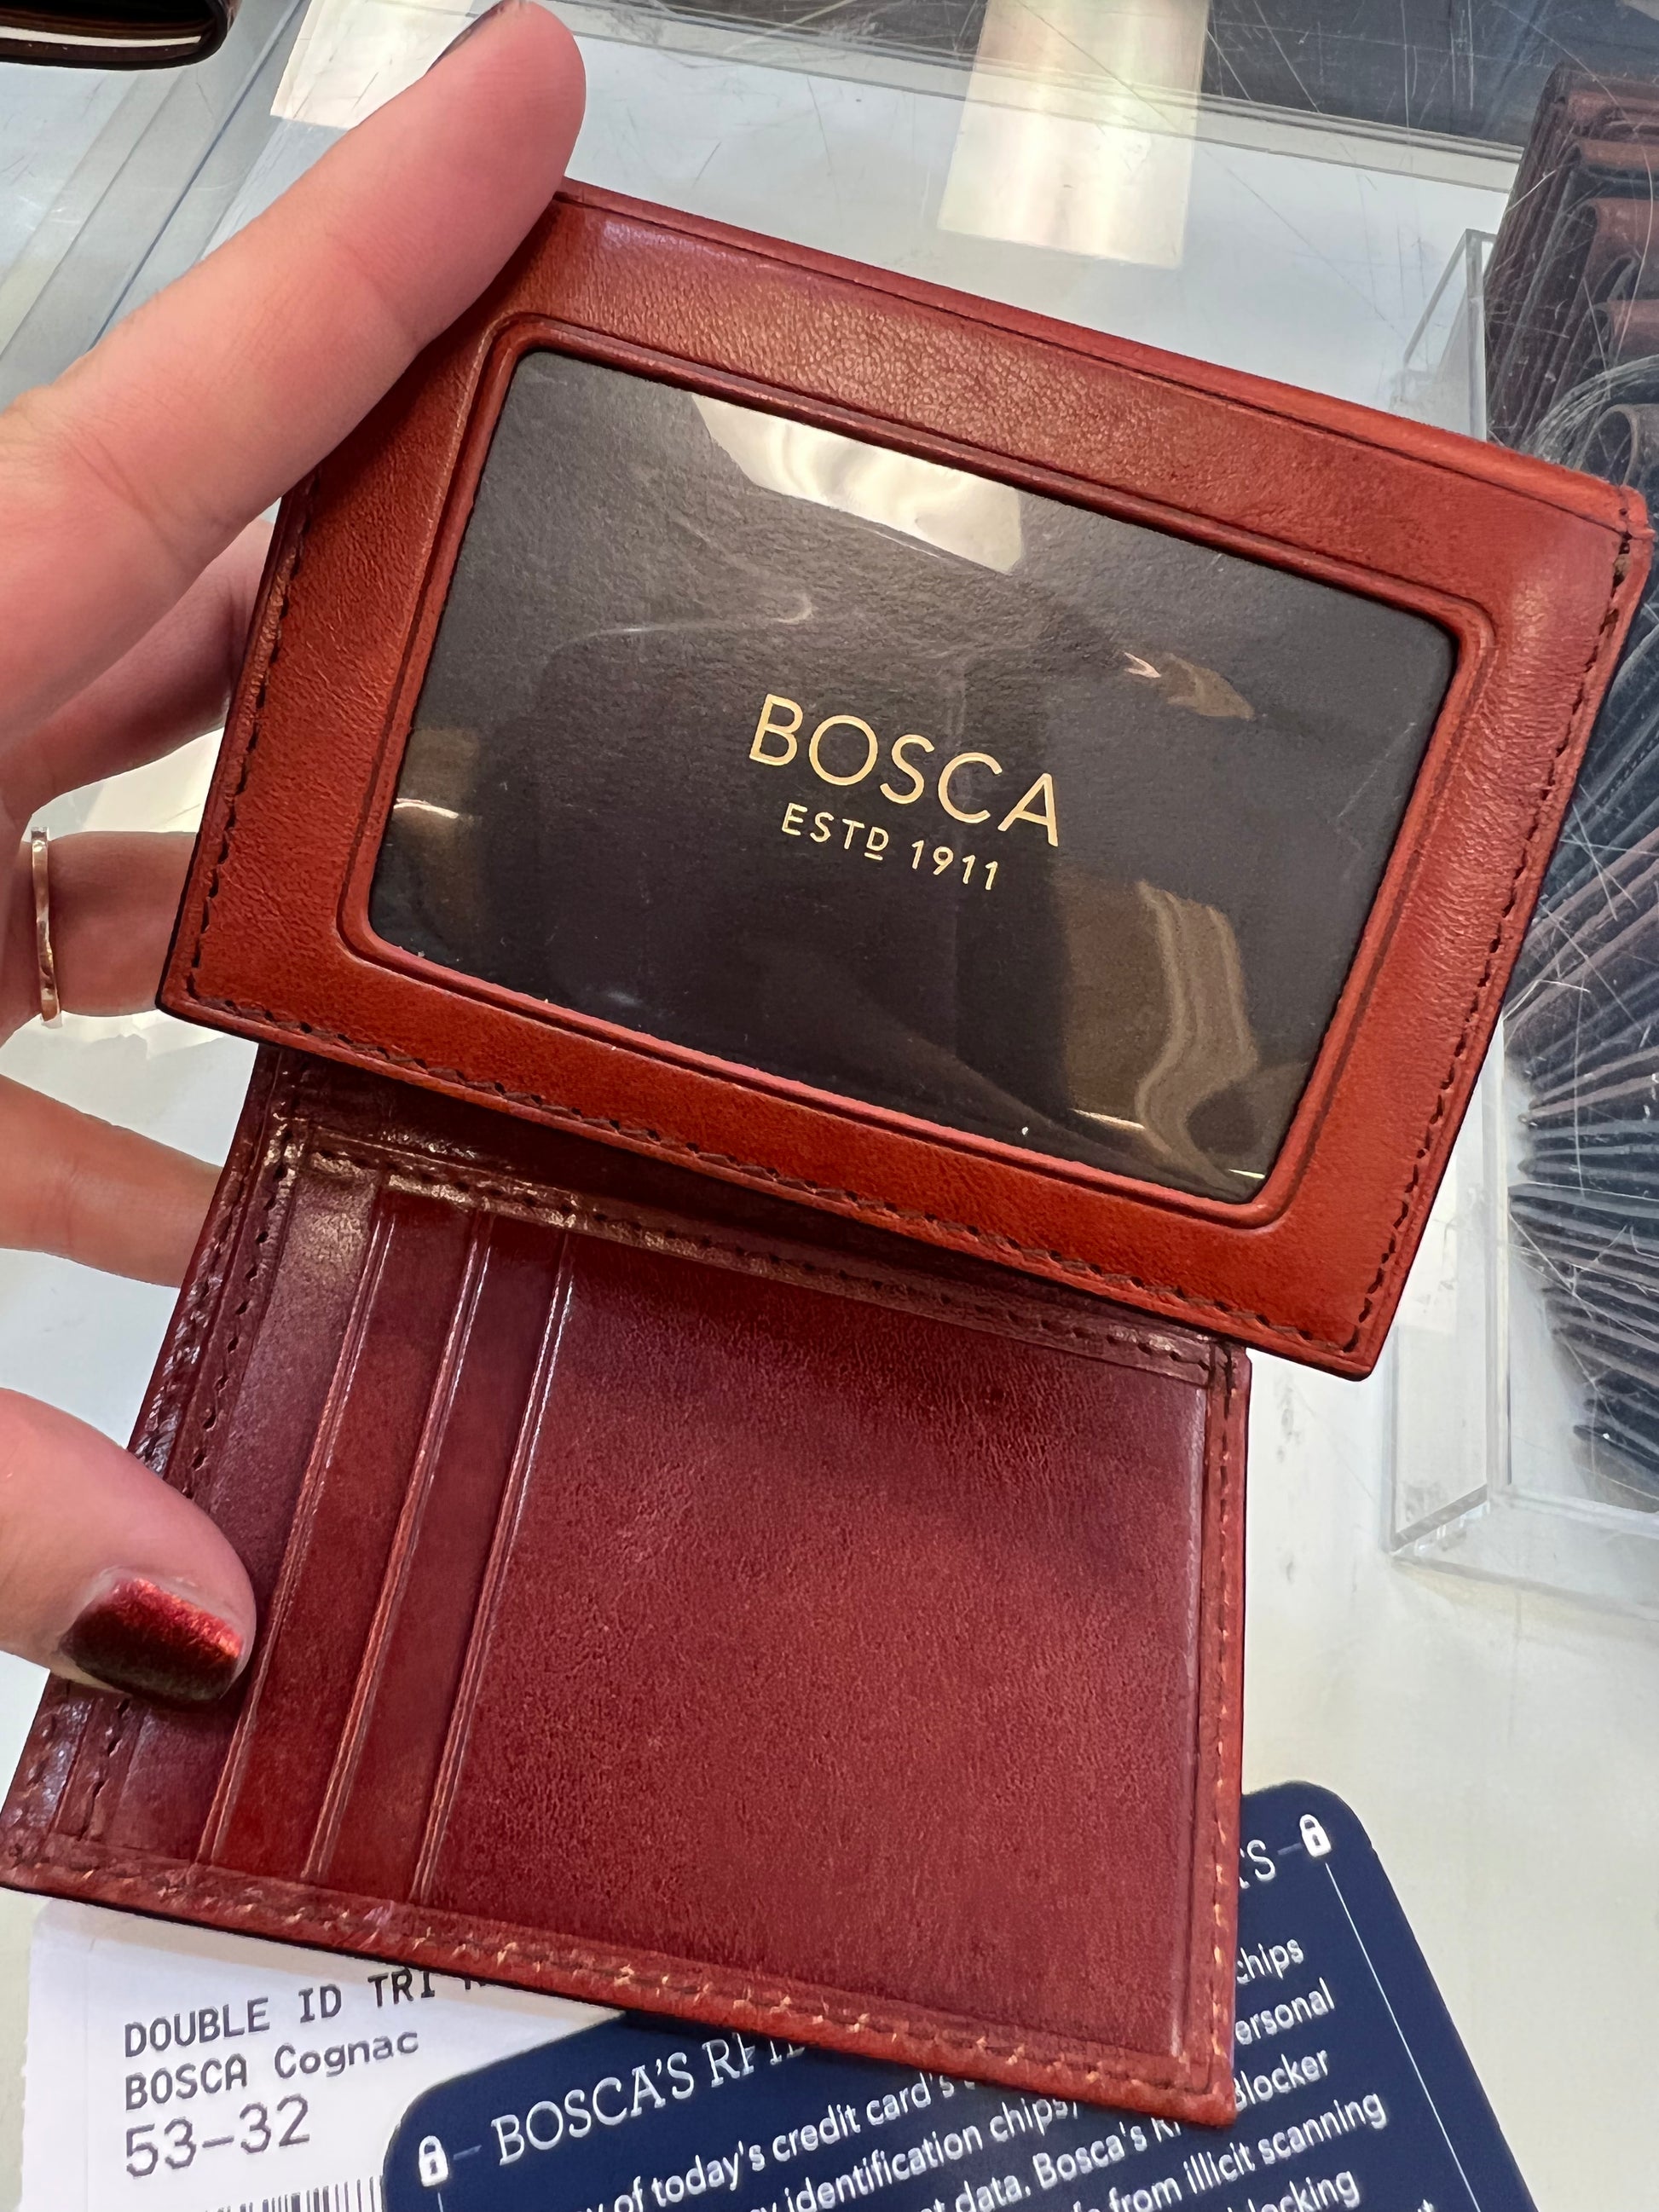 BOSCA
ESTD 1911
DOUBLE ID TRI
BOSCA Cognac
53-32
BOSCA'S RFID
of today's credit card's
chips
identification chips,
ersonal
data. Bosca's
Blocker
from illicit scanning
locking